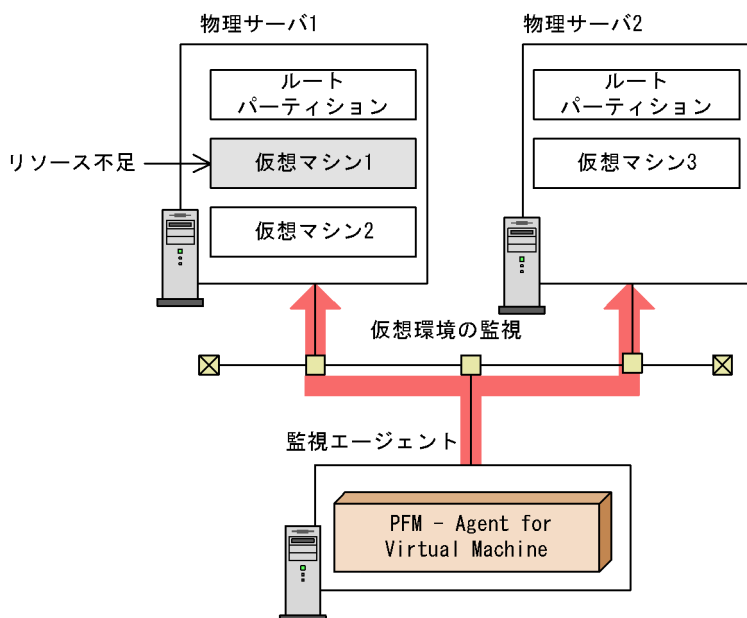 物理サーバ1
物理サーバ2
ルート
パーティション
ルート
パーティション
リソース不足
仮想マシン1
仮想マシン3
仮想マシン2
仮想環境の監視
監視エージェント
PFM - Agent for
Virtual Machine